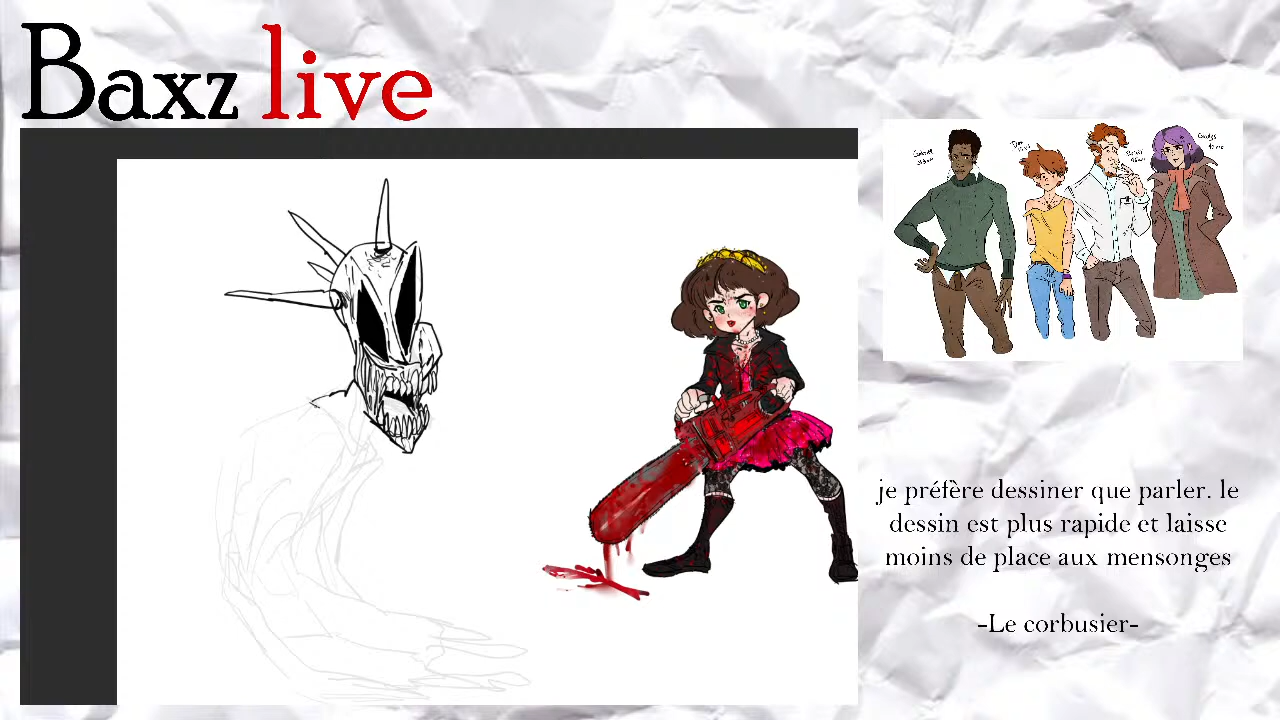 Baxz live
je préfère dessiner que parler. le
dessin est plus rapide et laisse
moins de place aux mensonges
-Le corbusier-